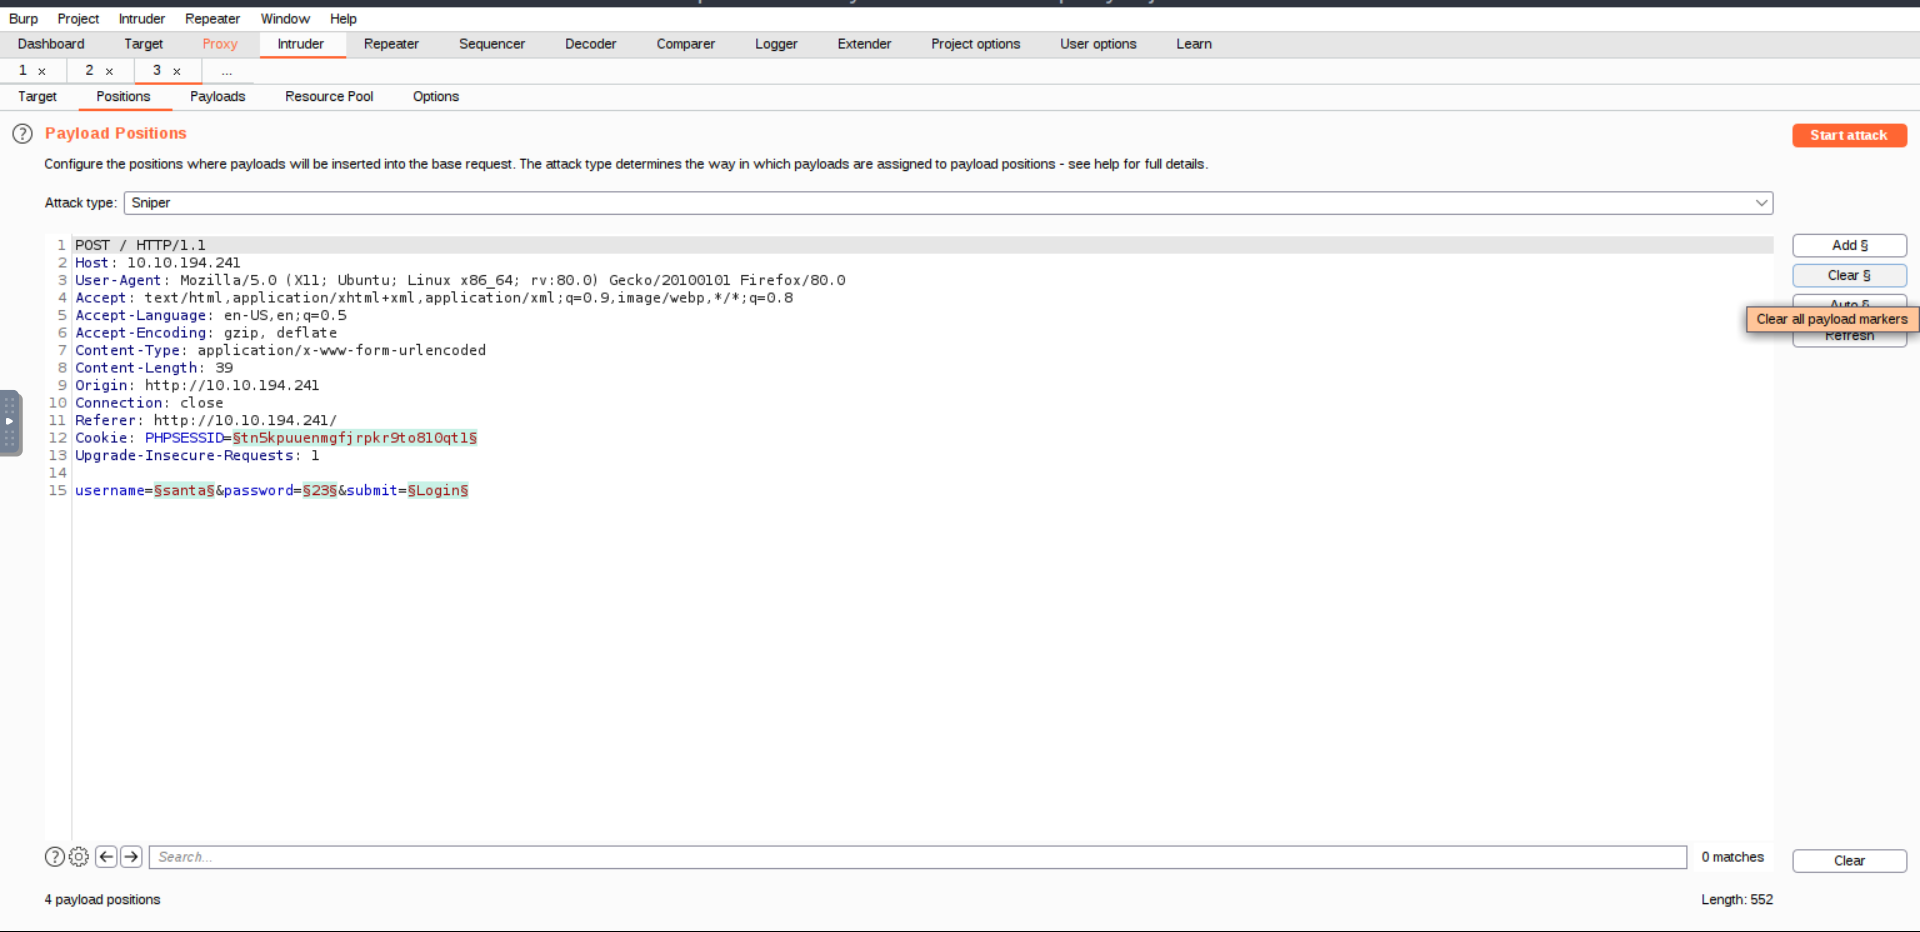 Burp Project Intruder Repeater Window Help
Dashboard Target Proxy Intruder Repeater Sequencer Decoder Comparer Logger Extender Project options User options Learn
1 × 2 × 3 × ...
Target Positions Payloads Resource Pool Options
? Payload Positions
Start attack
Configure the positions where payloads will be inserted into the base request. The attack type determines the way in which payloads are assigned to payload positions - see help for full details.
Attack type: Sniper
1 POST / HTTP/1.1
2 Host: 10.10.194.241
3 User-Agent: Mozilla/5.0 (X11; Ubuntu; Linux x86_64; rv:80.0) Gecko/20100101 Firefox/80.0
4 Accept: text/html,application/xhtml+xml,application/xml;q=0.9,image/webp,*/*;q=0.8
5 Accept-Language: en-US,en;q=0.5
6 Accept-Encoding: gzip, deflate
7 Content-Type: application/x-www-form-urlencoded
8 Content-Length: 39
9 Origin: http://10.10.194.241
10 Connection: close
11 Referer: http://10.10.194.241/
12 Cookie: PHPSESSID=§tn5kpuuenmgfjrpkr9to8l0qt1§
13 Upgrade-Insecure-Requests: 1
14
15 username=§santa§&password=§23§&submit=§Login§
Add §
Clear §
Auto §
Clear all payload markers
Refresh
? Search... 0 matches
Clear
4 payload positions
Length: 552